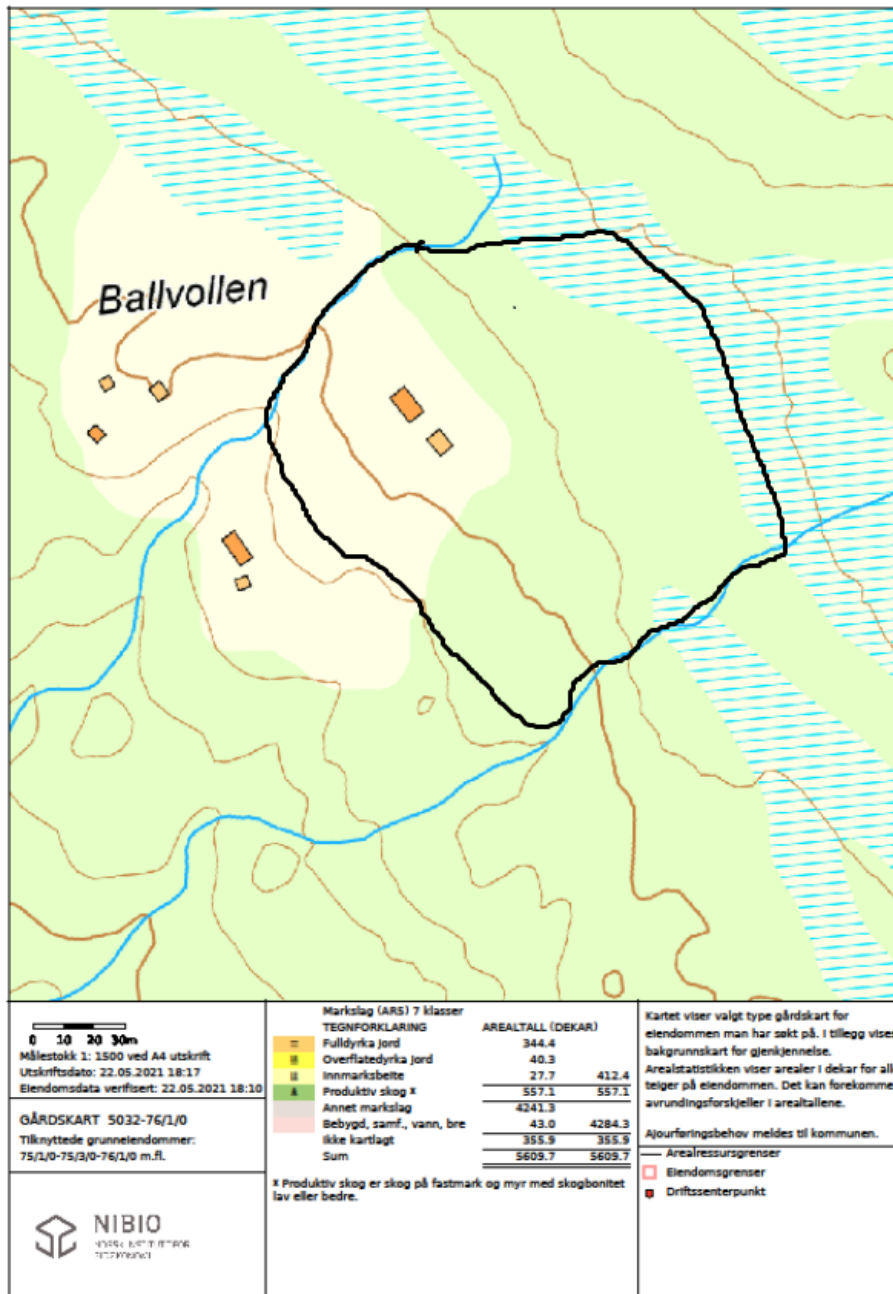 Ballvollen
0 10 20 30m
Målestokk 1: 1500 ved A4 utskrift
Utskriftsdato: 22.05.2021 18:17
Eiendomsdata verifisert: 22.05.2021 18:10
GÅRDSKART 5032-76/1/0
Tilknyttede grunneiendommer:
75/1/0-75/3/0-76/1/0 m.fl.
NIBIO
NORSK INSTITUTT FOR
BIOØKONOMI
Markslag (AR5) 7 klasser
TEGNFORKLARING AREALTALL (DEKAR)
Fulldyrka jord 344.4
Overflatedyrka jord 40.3
Innmarksbeite 27.7 412.4
Produktiv skog * 557.1 557.1
Annet markslag 4241.3
Bebygd, samf., vann, bre 43.0 4284.3
Ikke kartlagt 355.9 355.9
Sum 5609.7 5609.7
* Produktiv skog er skog på fastmark og myr med skogbonitet
lav eller bedre.
Kartet viser valgt type gårdskart for
eiendommen man har søkt på. I tillegg vises
bakgrunnskart for gjenkjennelse.
Arealstatistikken viser arealer i dekar for all
teiger på eiendommen. Det kan forekomme
avrundingsforskjeller i arealtallene.
Ajourføringsbehov meldes til kommunen.
Arealressursgrenser
Eiendomsgrenser
Driftssenterpunkt